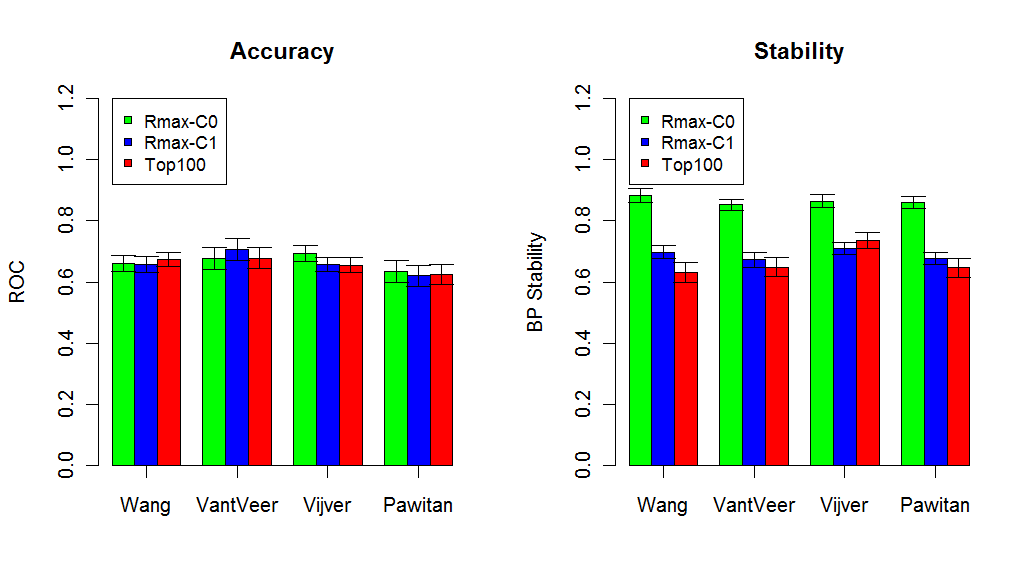 Accuracy
ROC
0.0 0.2 0.4 0.6 0.8 1.0 1.2
Rmax-C0
Rmax-C1
Top100
Wang VantVeer Vijver Pawitan
Stability
BP Stability
0.0 0.2 0.4 0.6 0.8 1.0 1.2
Rmax-C0
Rmax-C1
Top100
Wang VantVeer Vijver Pawitan